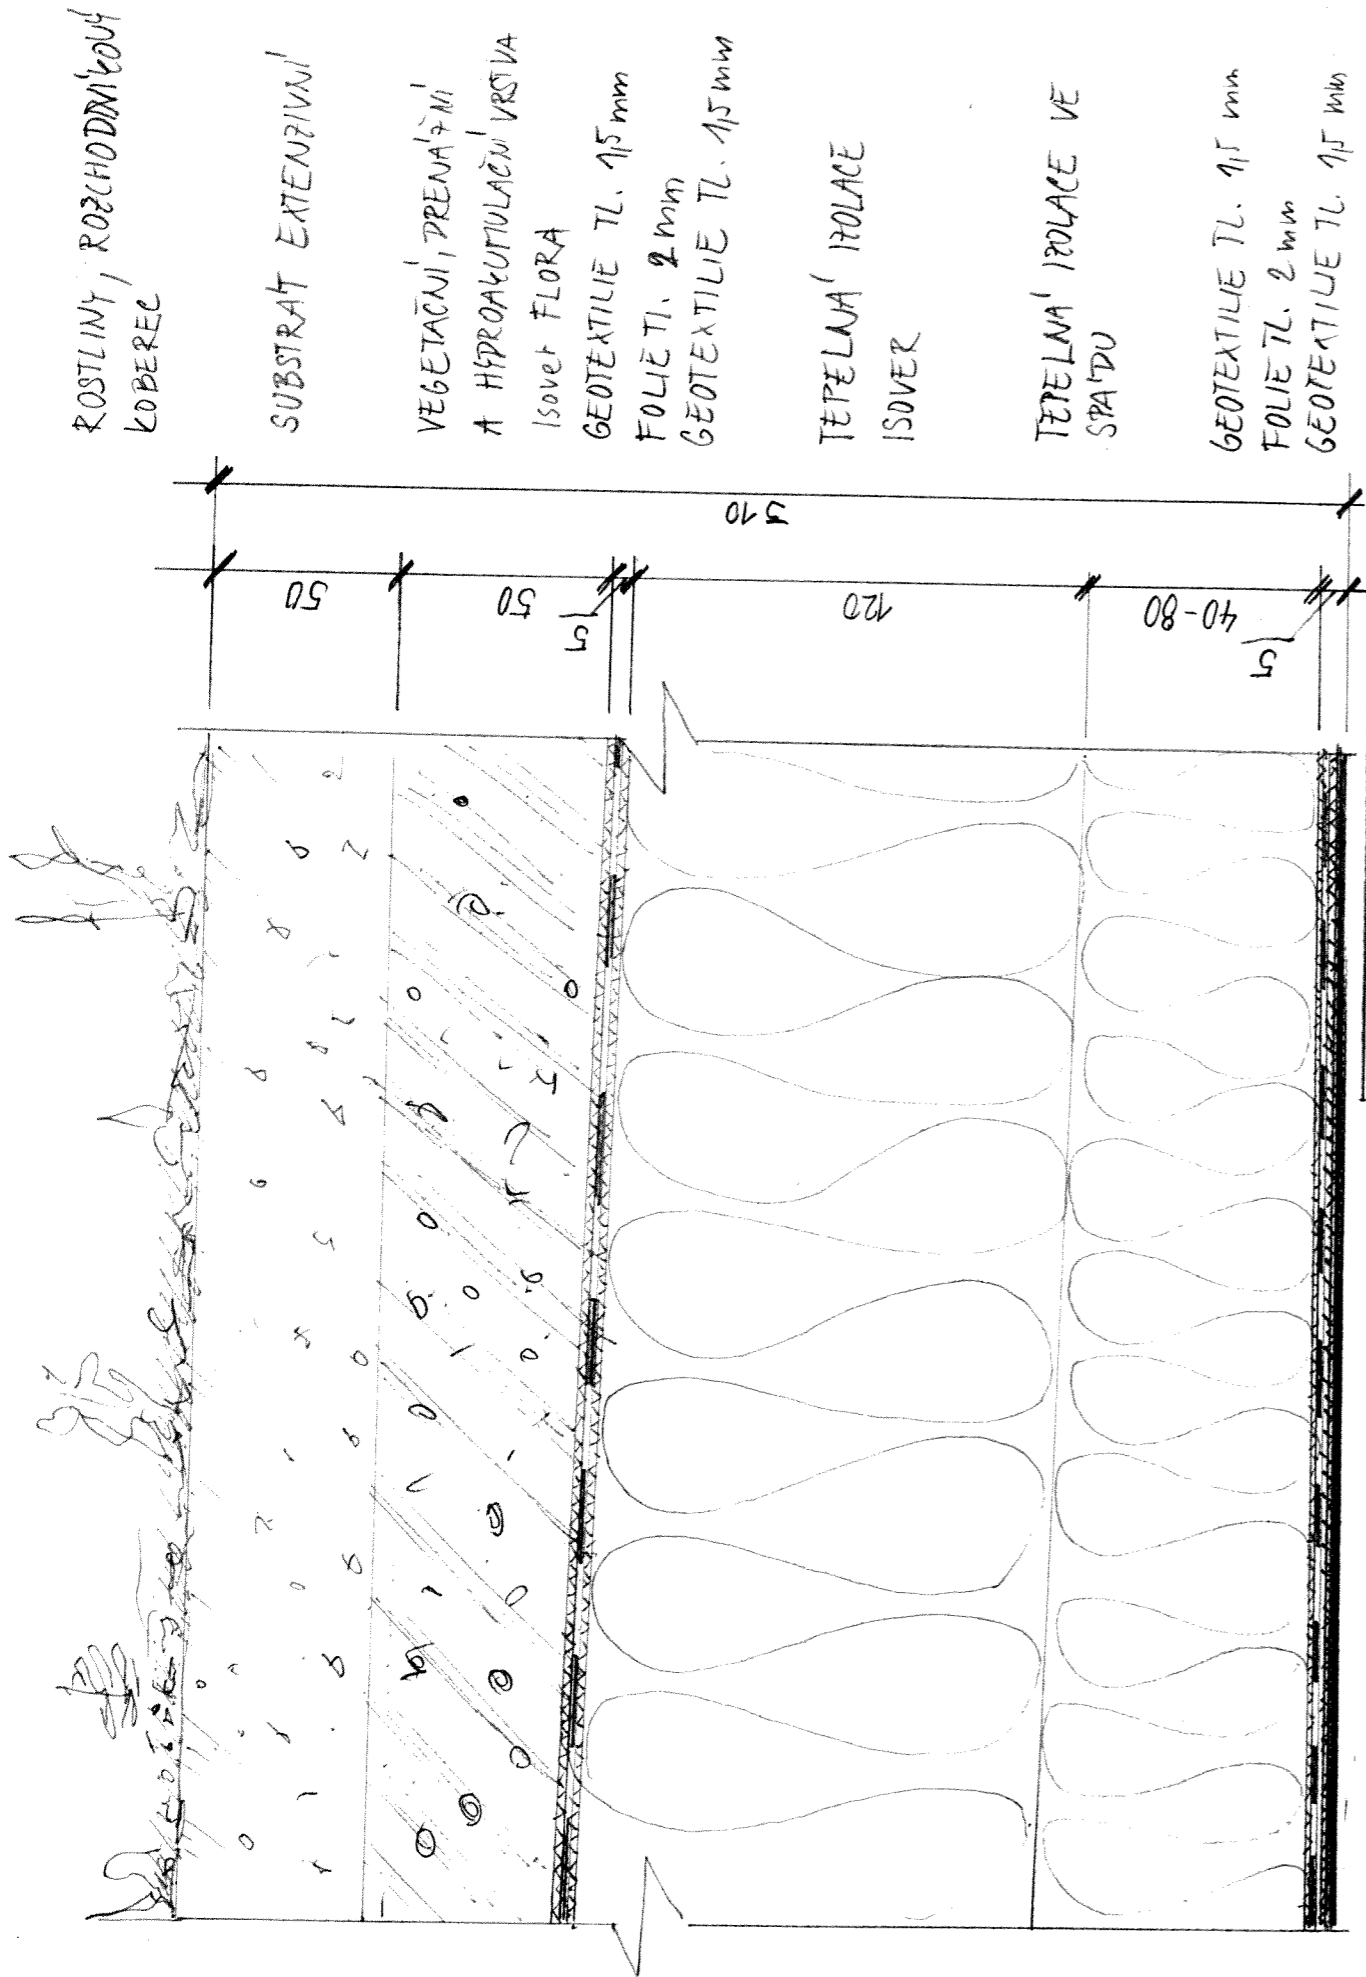 ROSTLINY, ROZCHODNÍKOVÝ
KOBEREC
SUBSTRÁT EXTENZIVNÍ
VEGETAČNÍ, DRENÁŽNÍ
A HYDROAKUMULAČNÍ VRSTVA
Isover FLORA
GEOTEXTILIE TL. 1,5 mm
FOLIE Tl. 2 mm
GEOTEXTILIE TL. 1,5 mm
TEPELNÁ IZOLACE
ISOVER
TEPELNÁ IZOLACE VE
SPÁDU
GEOTEXTILIE TL. 1,5 mm
FOLIE TL. 2 mm
GEOTEXTILIE TL. 1,5 mm
310
50
50
5
120
40-80
5